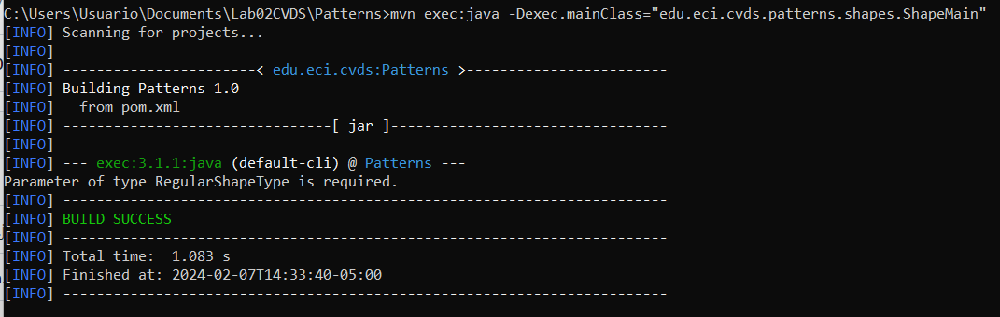 C:\Users\Usuario\Documents\Lab02CVDS\Patterns>mvn exec:java -Dexec.mainClass="edu.eci.cvds.patterns.shapes.ShapeMain"
[INFO] Scanning for projects...
[INFO]
[INFO] -----------------------< edu.eci.cvds:Patterns >------------------------
[INFO] Building Patterns 1.0
[INFO]   from pom.xml
[INFO] --------------------------------[ jar ]---------------------------------
[INFO]
[INFO] --- exec:3.1.1:java (default-cli) @ Patterns ---
Parameter of type RegularShapeType is required.
[INFO] ------------------------------------------------------------------------
[INFO] BUILD SUCCESS
[INFO] ------------------------------------------------------------------------
[INFO] Total time:  1.083 s
[INFO] Finished at: 2024-02-07T14:33:40-05:00
[INFO] ------------------------------------------------------------------------